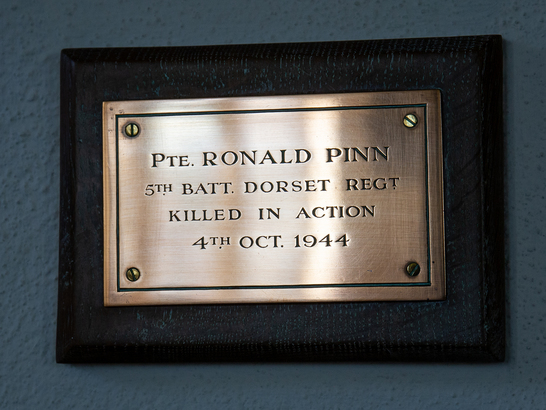 PTE. RONALD PINN
5TH BATT. DORSET REGT
KILLED IN ACTION
4TH OCT. 1944